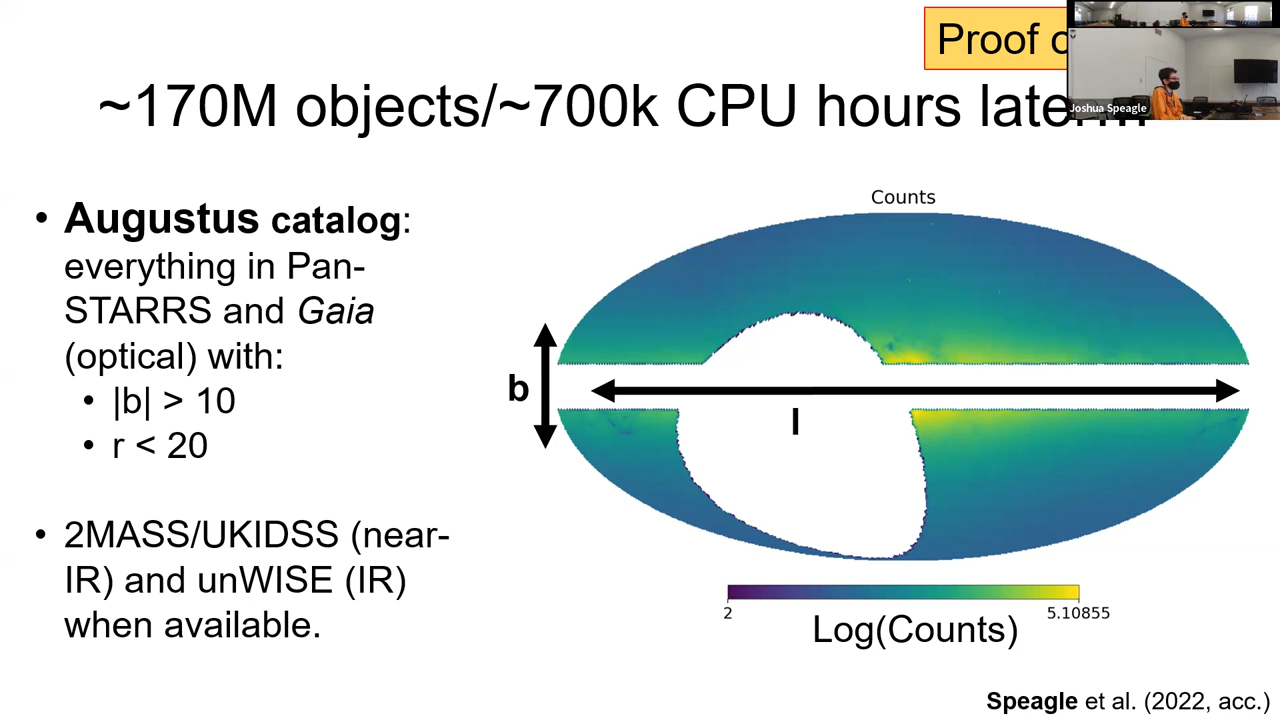 Proof
Joshua Speagle
~170M objects/~700k CPU hours later...
• Augustus catalog:
everything in Pan-
STARRS and Gaia
(optical) with:
• |b| > 10
• r < 20
• 2MASS/UKIDSS (near-
IR) and unWISE (IR)
when available.
Counts
b
l
2
5.10855
Log(Counts)
Speagle et al. (2022, acc.)